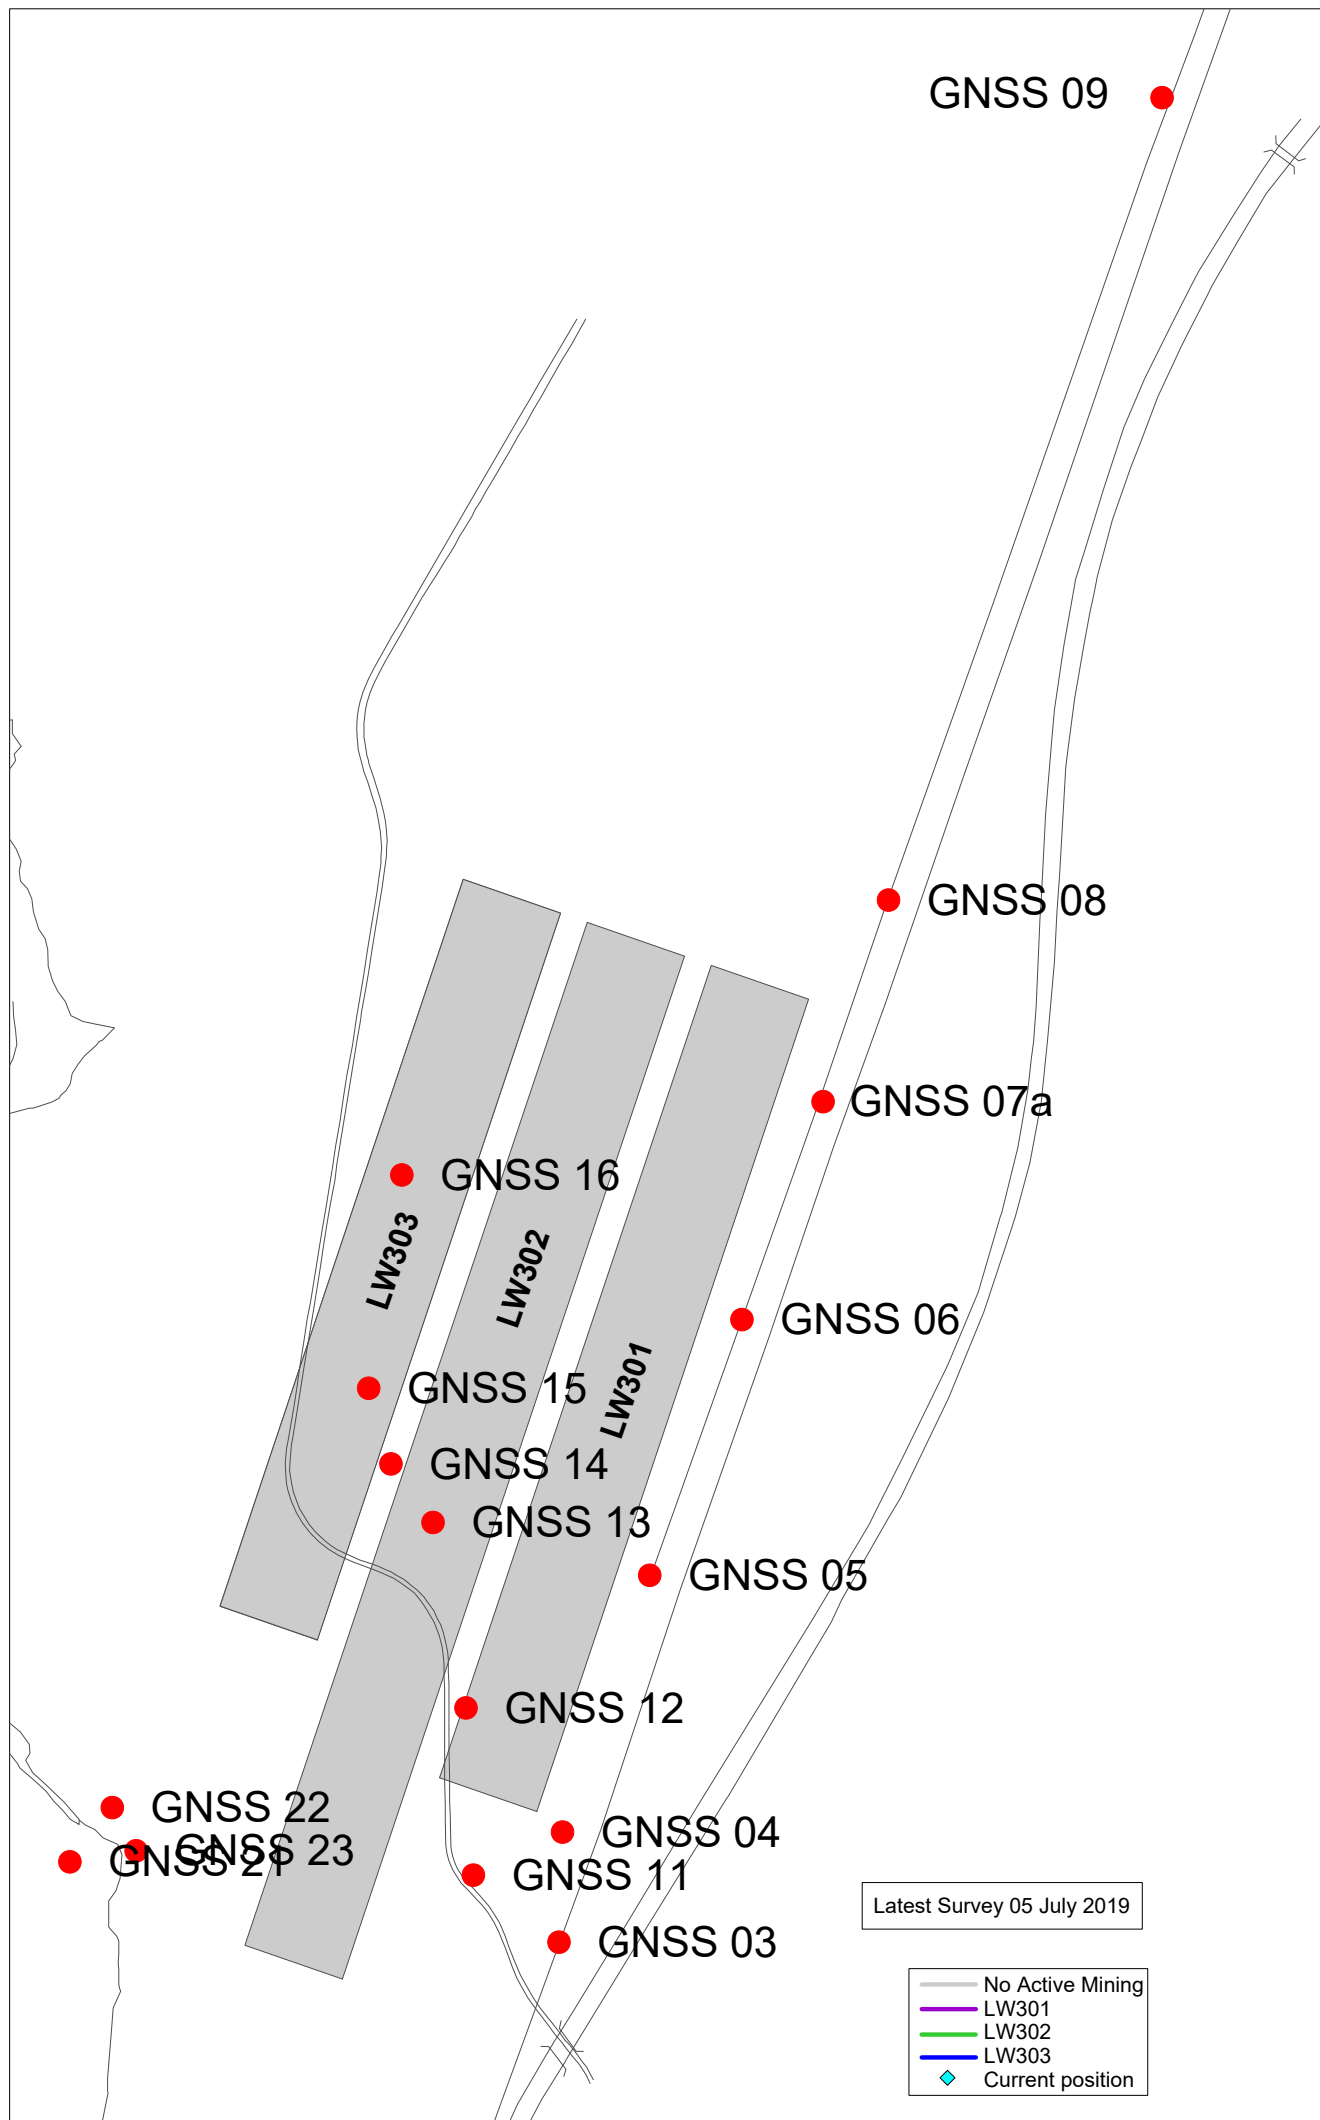 GNSS 09
GNSS 08
GNSS 07a
GNSS 16
LW303
LW302
GNSS 06
LW301
GNSS 15
GNSS 14
GNSS 13
GNSS 05
GNSS 12
GNSS 22
GNSS 04
GNSS 23
GNSS 21
GNSS 11
GNSS 03
Latest Survey 05 July 2019
No Active Mining
LW301
LW302
LW303
Current position